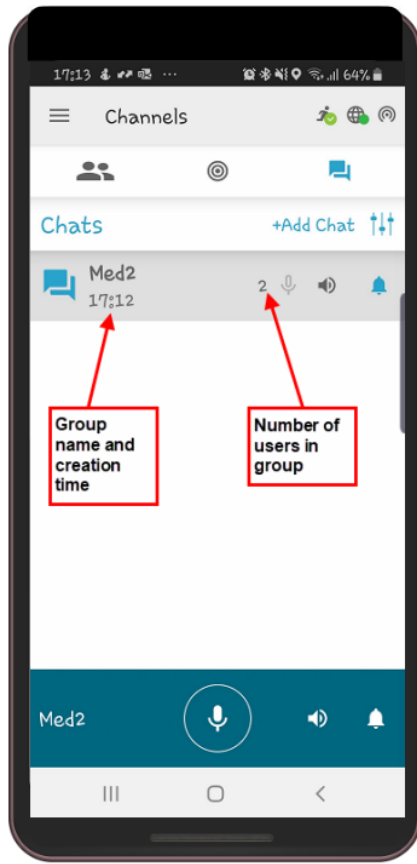 17:13 64%
Channels
Chats +Add Chat
Med2
17:12
2
Group
name and
creation
time
Number of
users in
group
Med2